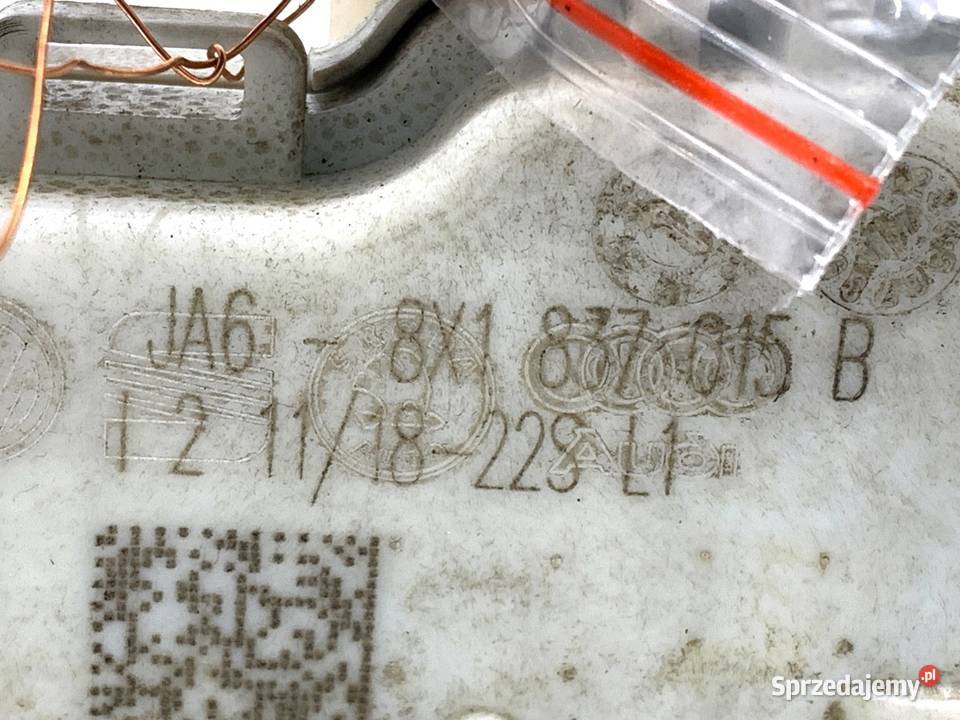 JA6 - 8X1 837 015 B
1 2 11/18-229 L1
Audi
Sprzedajemy.pl